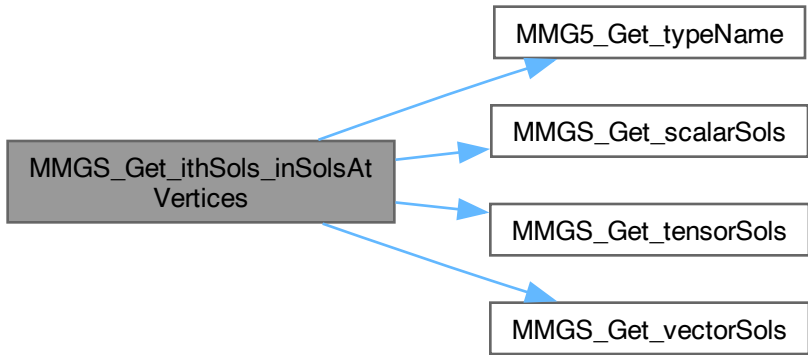 MMG5_Get_typeName
MMGS_Get_scalarSols
MMGS_Get_ithSols_inSolsAt
Vertices
MMGS_Get_tensorSols
MMGS_Get_vectorSols